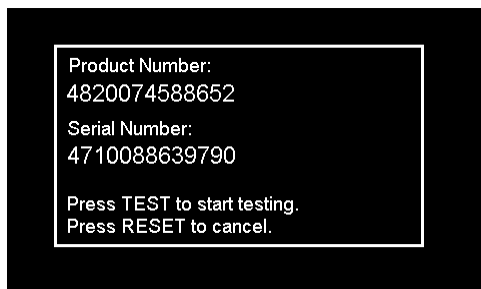 Product Number:
4820074588652
Serial Number:
4710088639790
Press TEST to start testing.
Press RESET to cancel.